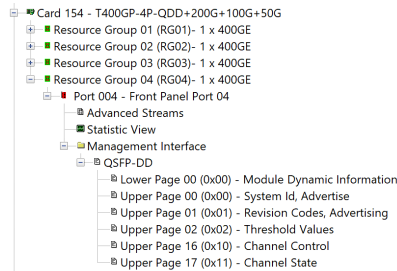 Card 154 - T400GP-4P-QDD+200G+100G+50G
Resource Group 01 (RG01)- 1 x 400GE
Resource Group 02 (RG02)- 1 x 400GE
Resource Group 03 (RG03)- 1 x 400GE
Resource Group 04 (RG04)- 1 x 400GE
Port 004 - Front Panel Port 04
Advanced Streams
Statistic View
Management Interface
QSFP-DD
Lower Page 00 (0x00) - Module Dynamic Information
Upper Page 00 (0x00) - System Id, Advertise
Upper Page 01 (0x01) - Revision Codes, Advertising
Upper Page 02 (0x02) - Threshold Values
Upper Page 16 (0x10) - Channel Control
Upper Page 17 (0x11) - Channel State